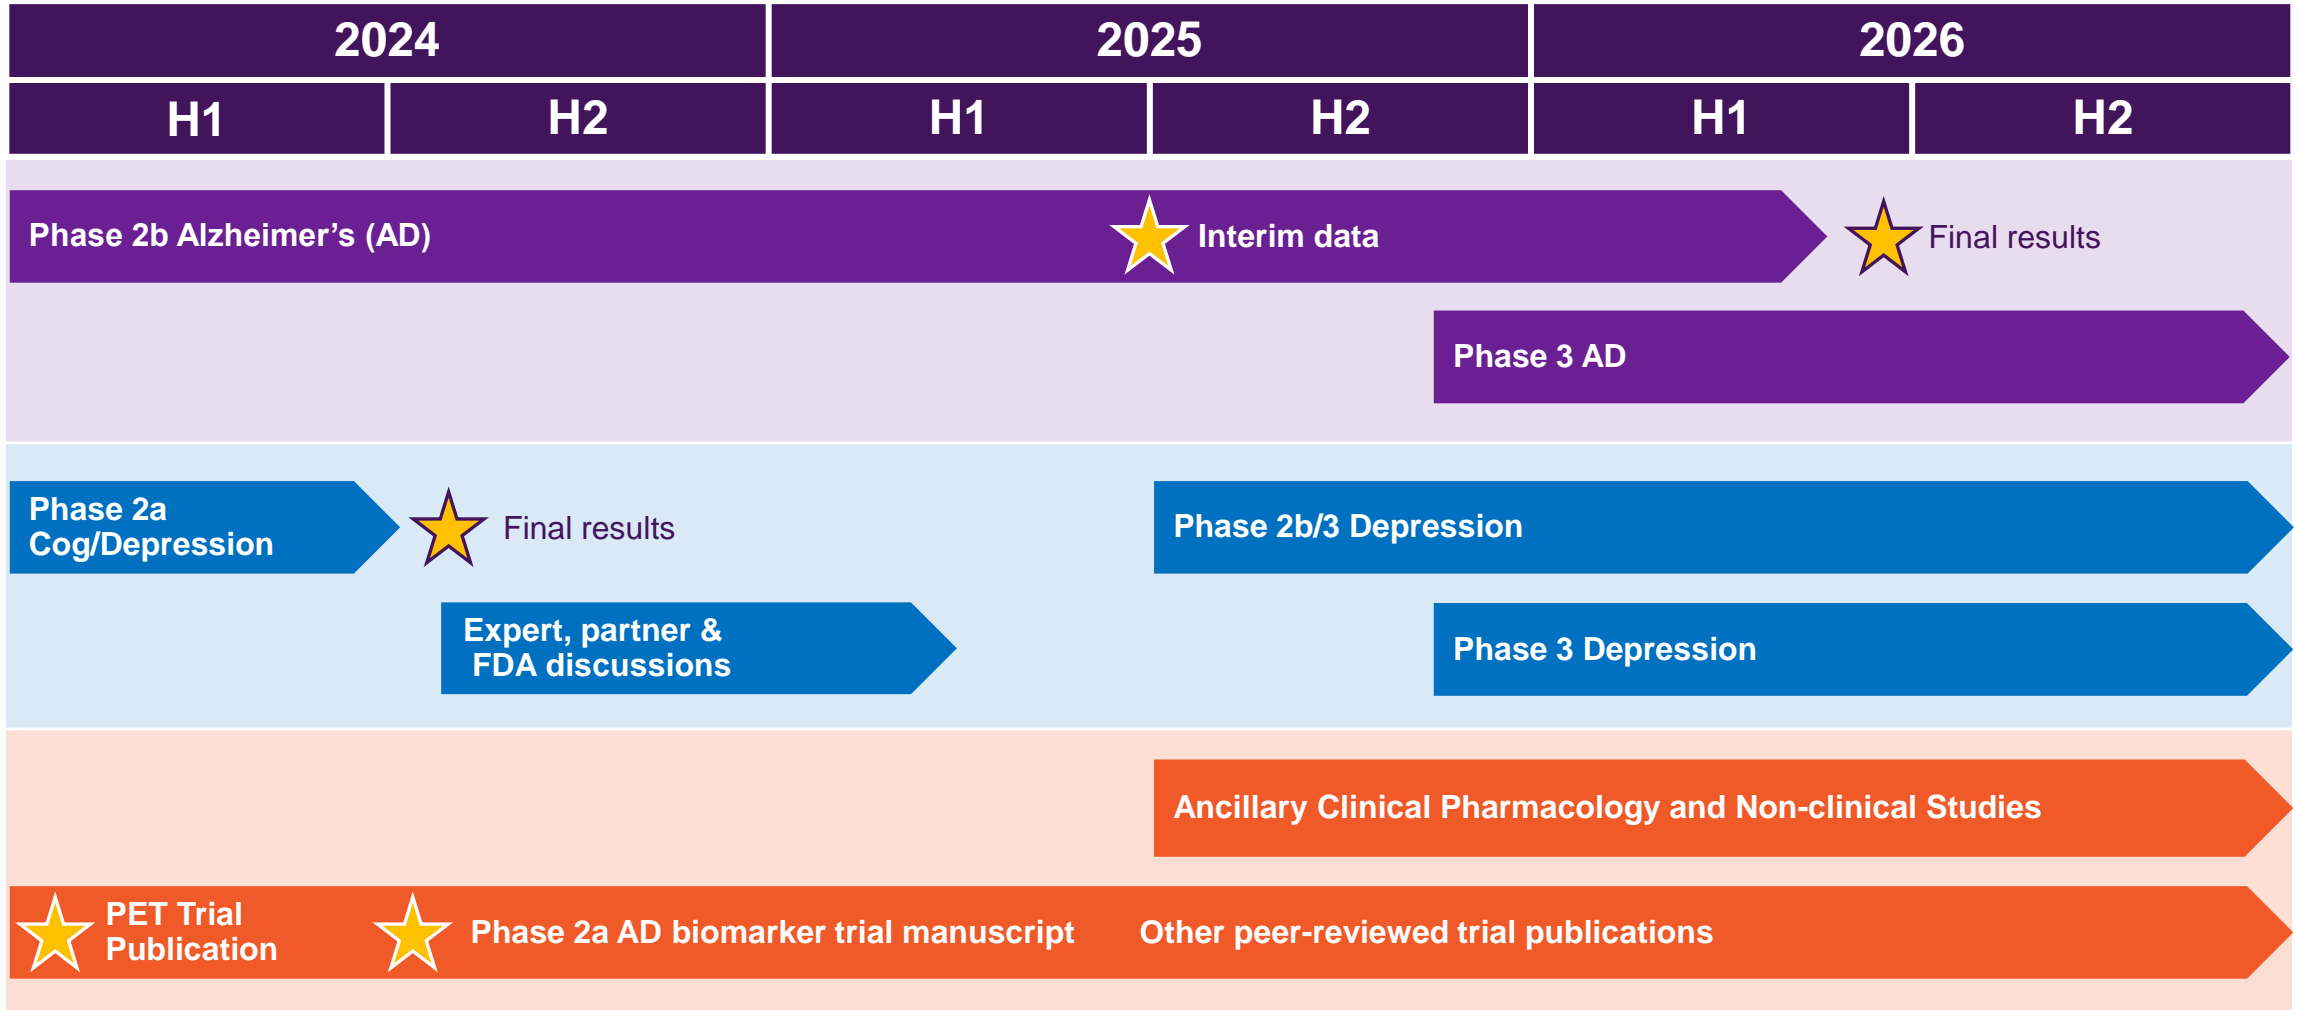 2024
2025
2026
H1
H2
H1
H2
H1
H2
Phase 2b Alzheimer’s (AD)
Interim data
Final results
Phase 3 AD
Phase 2a
Cog/Depression
Final results
Phase 2b/3 Depression
Expert, partner &
FDA discussions
Phase 3 Depression
Ancillary Clinical Pharmacology and Non-clinical Studies
PET Trial
Publication
Phase 2a AD biomarker trial manuscript
Other peer-reviewed trial publications